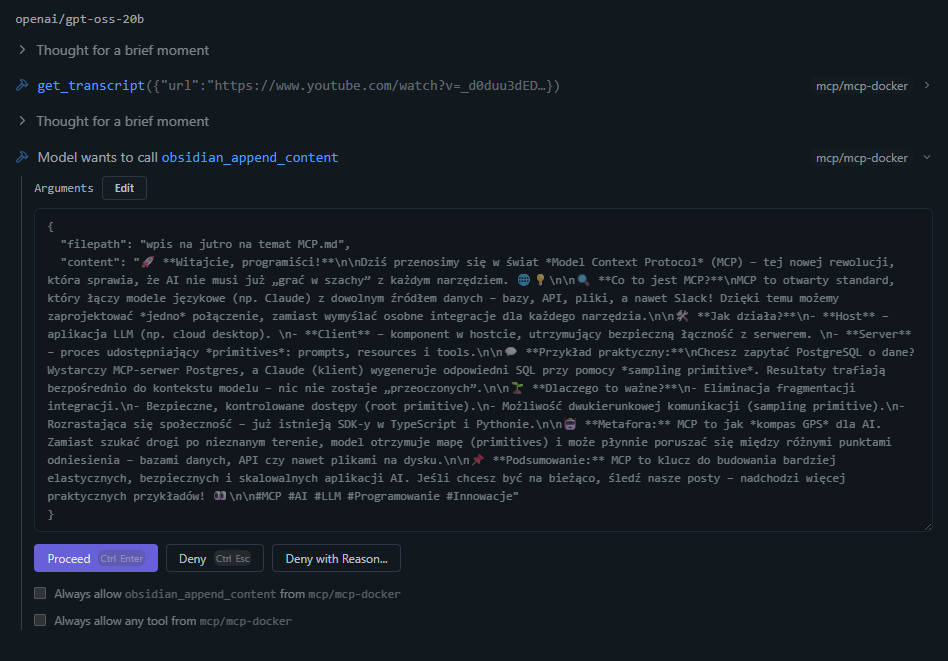 openai/gpt-oss-20b
Thought for a brief moment
get_transcript({"url":"https://www.youtube.com/watch?v=_d0duu3dED…}) mcp/mcp-docker
Thought for a brief moment
Model wants to call obsidian_append_content mcp/mcp-docker
Arguments Edit
{
"filepath": "wpis na jutro na temat MCP.md",
"content": "🚀 **Witajcie, programiści!**\n\nDziś przenosimy się w świat *Model Context Protocol* (MCP) – tej nowej rewolucji,
która sprawia, że AI nie musi już „grać w szachy” z każdym narzędziem. 🌐💡\n\n🔍 **Co to jest MCP?**\nMCP to otwarty standard,
który łączy modele językowe (np. Claude) z dowolnym źródłem danych – bazy, API, pliki, a nawet Slack! Dzięki temu możemy
zaprojektować *jedno* połączenie, zamiast wymyślać osobne integracje dla każdego narzędzia.\n\n🛠️ **Jak działa?**\n- **Host** –
aplikacja LLM (np. cloud desktop). \n- **Client** – komponent w hostcie, utrzymujący bezpieczną łączność z serwerem. \n- **Server**
– proces udostępniający *primitives*: prompts, resources i tools.\n\n💬 **Przykład praktyczny:**\nChcesz zapytać PostgreSQL o dane?
Wystarczy MCP-serwer Postgres, a Claude (klient) wygeneruje odpowiedni SQL przy pomocy *sampling primitive*. Resultaty trafiają
bezpośrednio do kontekstu modelu – nic nie zostaje „przeoczonych”.\n\n🌱 **Dlaczego to ważne?**\n- Eliminacja fragmentacji
integracji.\n- Bezpieczne, kontrolowane dostępy (root primitive).\n- Możliwość dwukierunkowej komunikacji (sampling primitive).\n-
Rozrastająca się społeczność – już istnieją SDK-y w TypeScript i Pythonie.\n\n🤖 **Metafora:** MCP to jak *kompas GPS* dla AI.
Zamiast szukać drogi po nieznanym terenie, model otrzymuje mapę (primitives) i może płynnie poruszać się między różnymi punktami
odniesienia – bazami danych, API czy nawet plikami na dysku.\n\n📌 **Podsumowanie:** MCP to klucz do budowania bardziej
elastycznych, bezpiecznych i skalowalnych aplikacji AI. Jeśli chcesz być na bieżąco, śledź nasze posty – nadchodzi więcej
praktycznych przykładów! 👀\n\n#MCP #AI #LLM #Programowanie #Innowacje"
}
Proceed Ctrl Enter Deny Ctrl Esc Deny with Reason...
Always allow obsidian_append_content from mcp/mcp-docker
Always allow any tool from mcp/mcp-docker